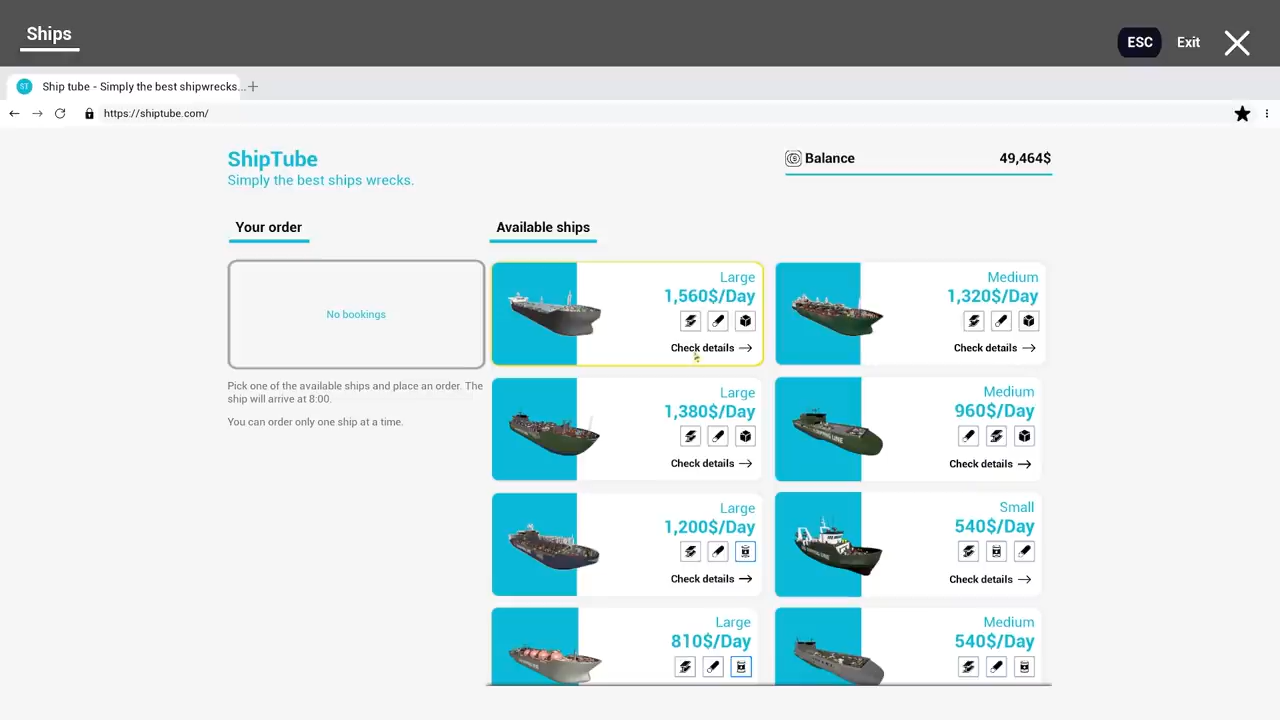 Ships
ESC Exit
ST Ship tube - Simply the best shipwrecks...
https://shiptube.com/
ShipTube
Simply the best ships wrecks.
Balance 49,464$
Your order
No bookings
Pick one of the available ships and place an order. The
ship will arrive at 8:00.
You can order only one ship at a time.
Available ships
Large
1,560$/Day
Check details
Medium
1,320$/Day
Check details
Large
1,380$/Day
Check details
Medium
960$/Day
Check details
Large
1,200$/Day
Check details
Small
540$/Day
Check details
Large
810$/Day
Medium
540$/Day